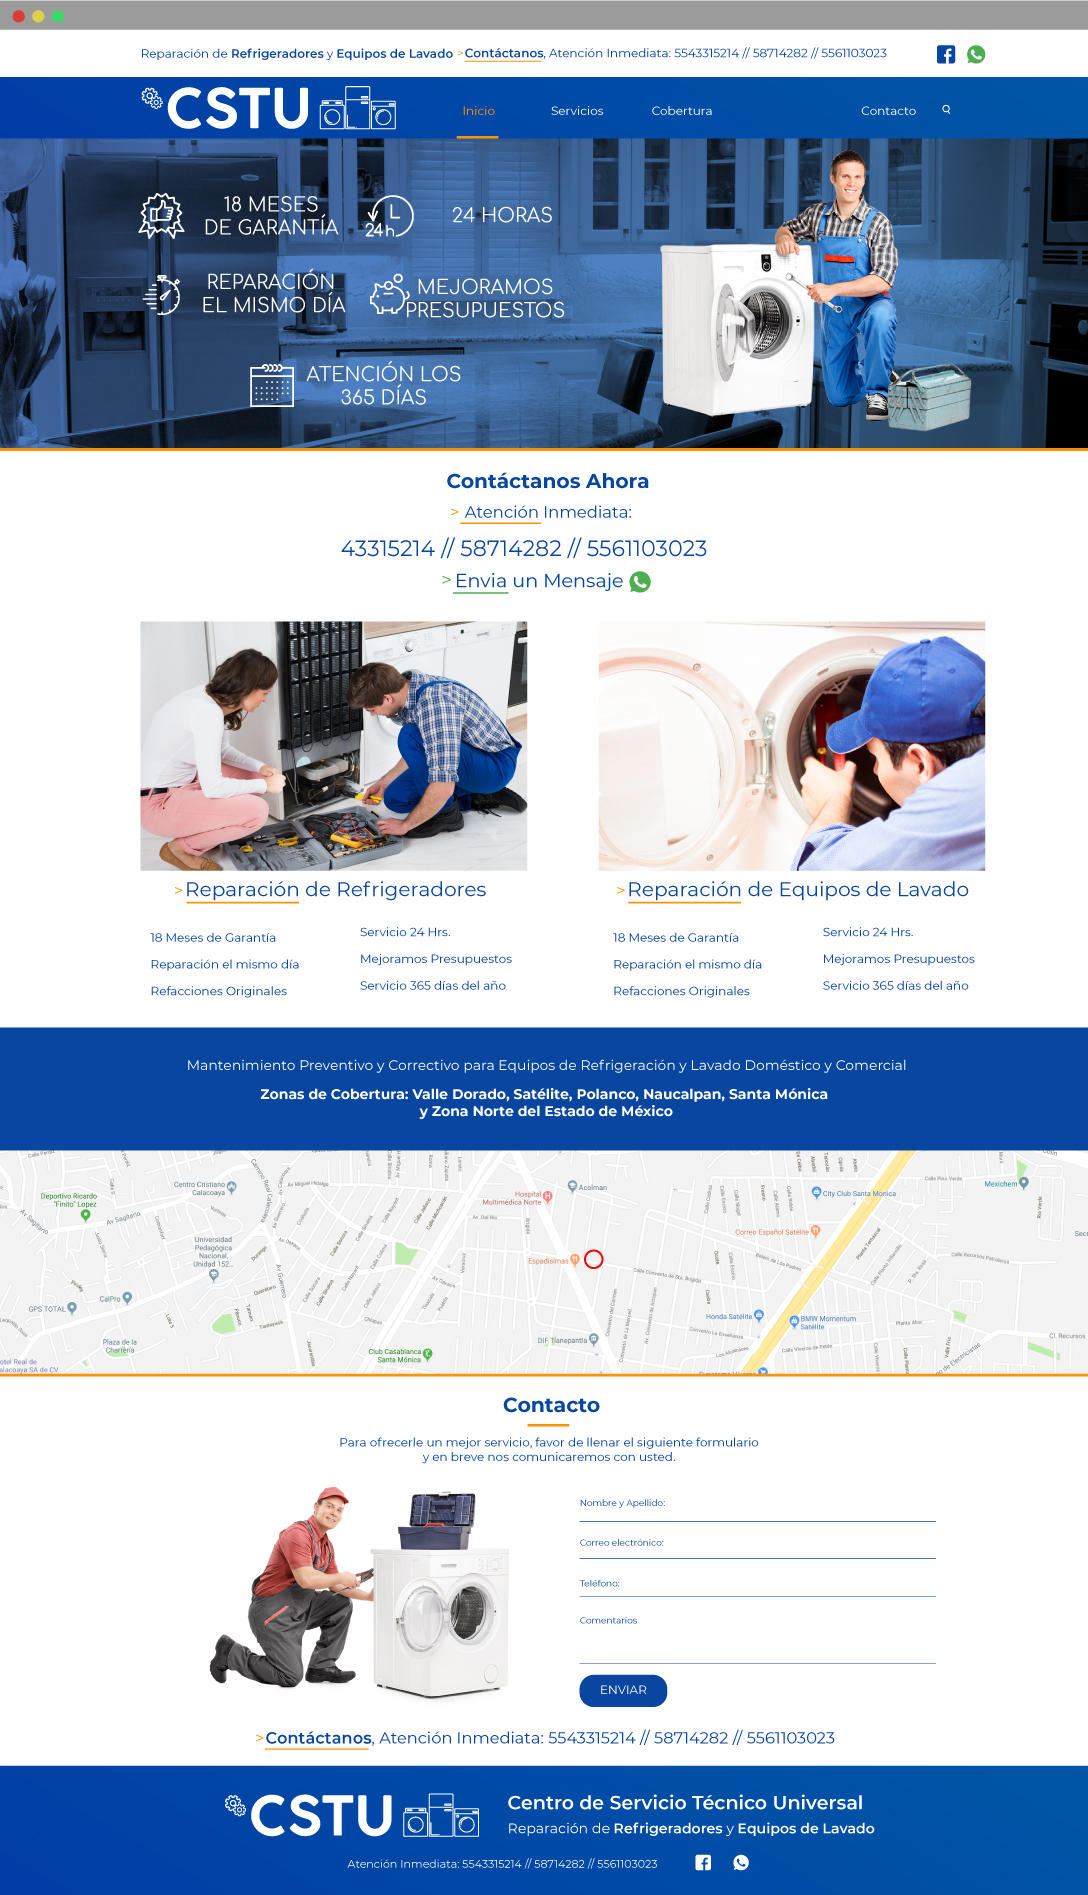 Reparación de Refrigeradores y Equipos de Lavado >Contáctanos, Atención Inmediata: 5543315214 // 58714282 // 5561103023
CSTU
Inicio
Servicios
Cobertura
Contacto
18 MESES
DE GARANTÍA
24h
24 HORAS
REPARACIÓN
EL MISMO DÍA
MEJORAMOS
PRESUPUESTOS
ATENCIÓN LOS
365 DÍAS
Contáctanos Ahora
> Atención Inmediata:
43315214 // 58714282 // 5561103023
>Envia un Mensaje
>Reparación de Refrigeradores
18 Meses de Garantía
Reparación el mismo día
Refacciones Originales
Servicio 24 Hrs.
Mejoramos Presupuestos
Servicio 365 días del año
>Reparación de Equipos de Lavado
18 Meses de Garantía
Reparación el mismo día
Refacciones Originales
Servicio 24 Hrs.
Mejoramos Presupuestos
Servicio 365 días del año
Mantenimiento Preventivo y Correctivo para Equipos de Refrigeración y Lavado Doméstico y Comercial
Zonas de Cobertura: Valle Dorado, Satélite, Polanco, Naucalpan, Santa Mónica
y Zona Norte del Estado de México
Centro Cristiano
Calacoaya
Deportivo Ricardo
"Finito" Lopez
Av Sagitario
Universidad
Pedagógica
Nacional,
Unidad 152...
CalPro
GPS TOTAL
Plaza de la
Charrería
Av Guerrero
Hospital
Multimédica Norte
Acolman
Espadisimas
DIF Tlanepantla
Club Casablanca
Santa Mónica
City Club Santa Monica
Mexichem
Correo Español Satélite
Honda Satélite
BMW Momentum
Satélite
Cl. Recursos
Contacto
Para ofrecerle un mejor servicio, favor de llenar el siguiente formulario
y en breve nos comunicaremos con usted.
Nombre y Apellido:
Correo electrónico:
Teléfono:
Comentarios
ENVIAR
>Contáctanos, Atención Inmediata: 5543315214 // 58714282 // 5561103023
CSTU
Centro de Servicio Técnico Universal
Reparación de Refrigeradores y Equipos de Lavado
Atención Inmediata: 5543315214 // 58714282 // 5561103023